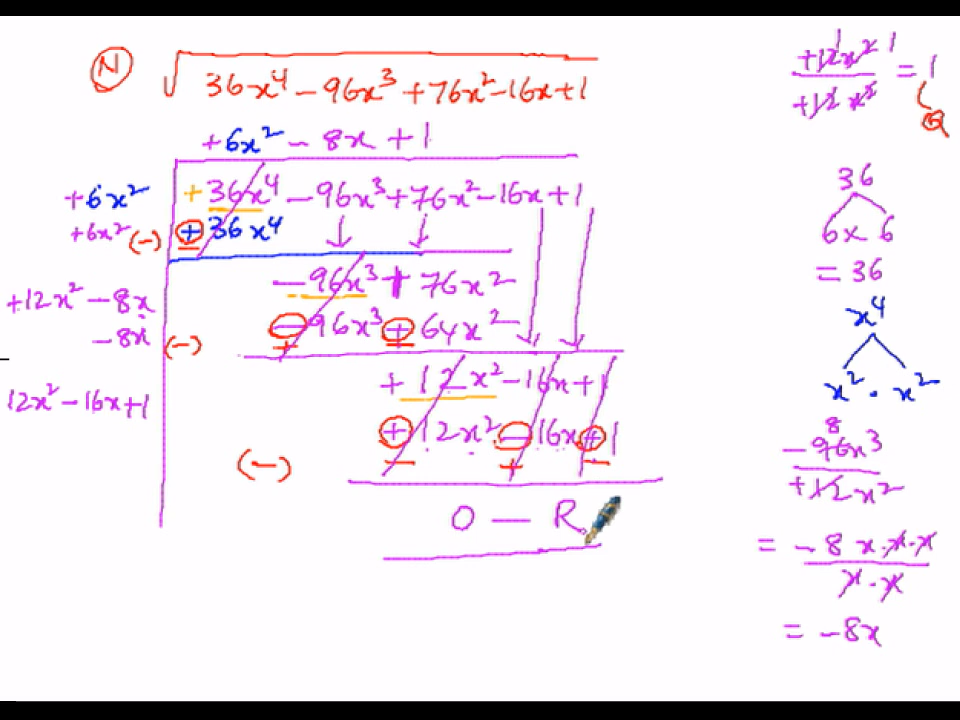 N √36x⁴ - 96x³ + 76x² - 16x + 1
+6x² - 8x + 1
+6x² + 36x⁴ - 96x³ + 76x² - 16x + 1
+6x² (-) + 36x⁴
- 96x³ + 76x²
+12x² - 8x
- 96x³ + 64x²
- 8x (-)
+ 12x² - 16x + 1
12x² - 16x + 1
+ 12x² - 16x + 1
(-)
0 — R
+12x² / +12x² = 1
Q
36
6 x 6
= 36
x⁴
x² . x²
8
- 96x³ / + 12x²
= - 8 x . x . x / x . x
= - 8x